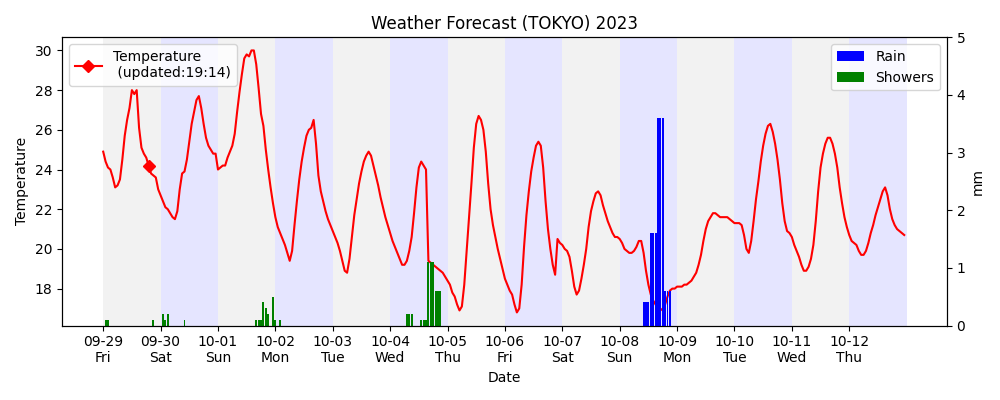 Weather Forecast (TOKYO) 2023
Temperature
(updated:19:14)
Rain
Showers
30
28
26
24
22
20
18
Temperature
5
4
3
2
1
0
mm
09-29 09-30 10-01 10-02 10-03 10-04 10-05 10-06 10-07 10-08 10-09 10-10 10-11 10-12
Fri Sat Sun Mon Tue Wed Thu Fri Sat Sun Mon Tue Wed Thu
Date